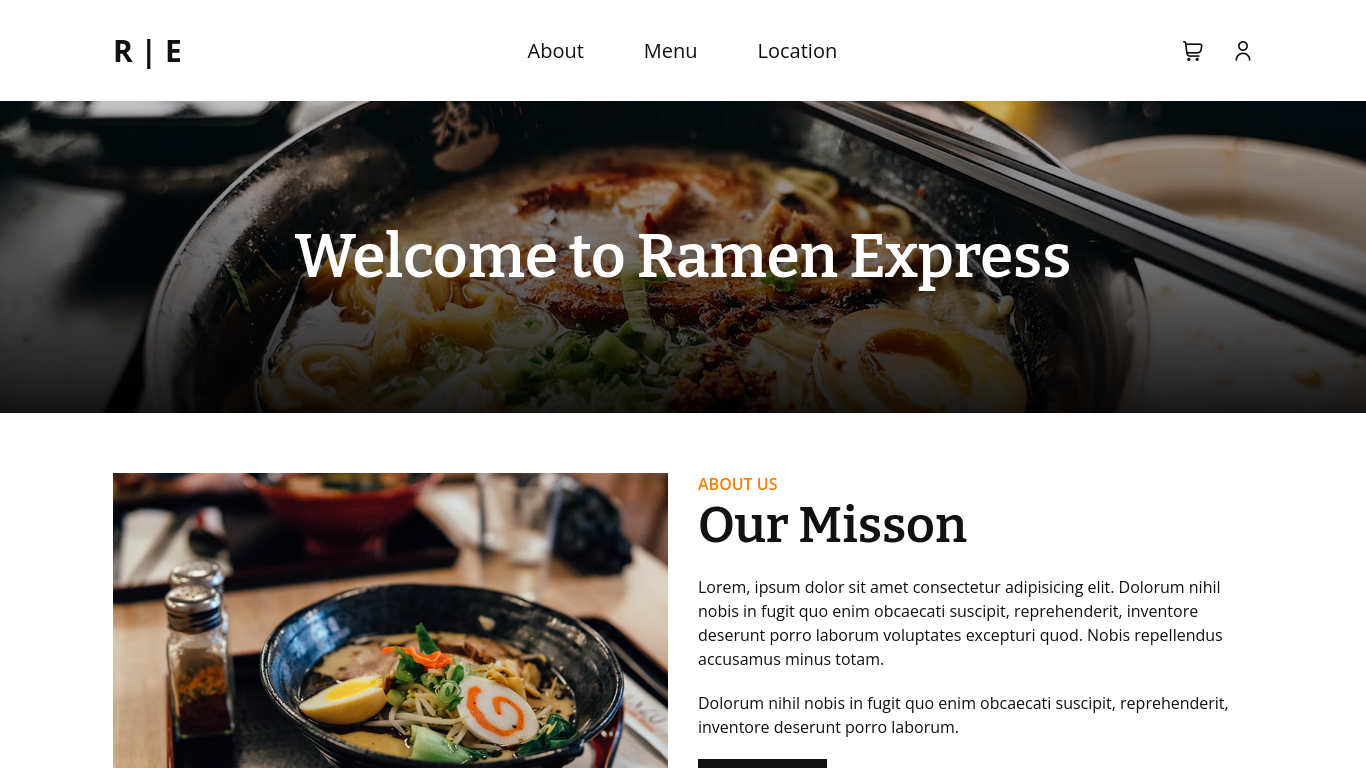 R | E
About
Menu
Location
魂
Welcome to Ramen Express
ABOUT US
Our Misson
Lorem, ipsum dolor sit amet consectetur adipisicing elit. Dolorum nihil
nobis in fugit quo enim obcaecati suscipit, reprehenderit, inventore
deserunt porro laborum voluptates excepturi quod. Nobis repellendus
accusamus minus totam.
Dolorum nihil nobis in fugit quo enim obcaecati suscipit, reprehenderit,
inventore deserunt porro laborum.